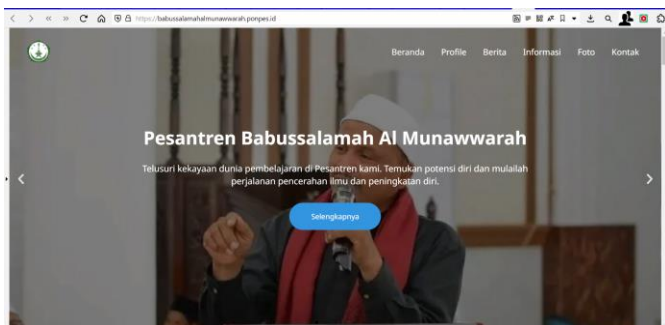 https://babussalamahalmunawwarah.ponpes.id
Beranda Profile Berita Informasi Foto Kontak
Pesantren Babussalamah Al Munawwarah
Telusuri kekayaan dunia pembelajaran di Pesantren kami. Temukan potensi diri dan mulailah
perjalanan pencerahan ilmu dan peningkatan diri.
Selengkapnya